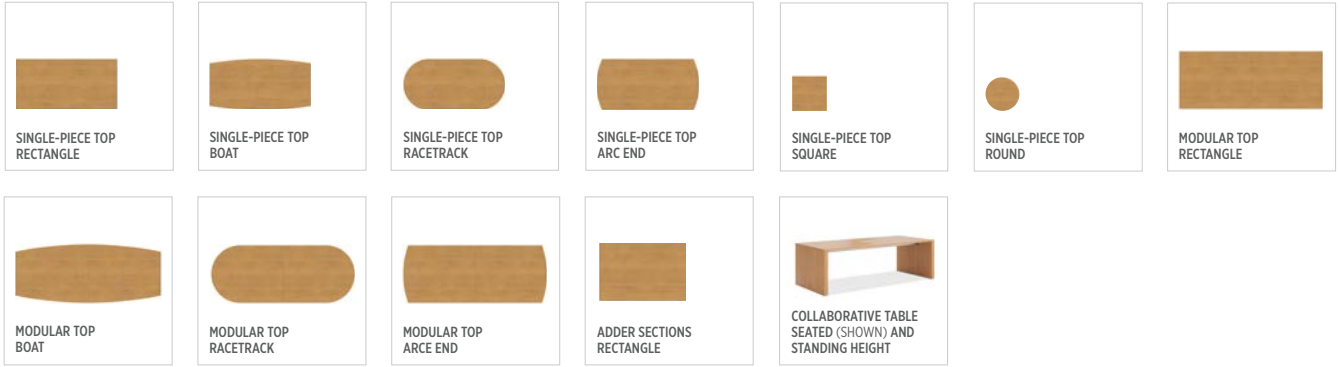 SINGLE-PIECE TOP
RECTANGLE
SINGLE-PIECE TOP
BOAT
SINGLE-PIECE TOP
RACETRACK
SINGLE-PIECE TOP
ARC END
SINGLE-PIECE TOP
SQUARE
SINGLE-PIECE TOP
ROUND
MODULAR TOP
RECTANGLE
MODULAR TOP
BOAT
MODULAR TOP
RACETRACK
MODULAR TOP
ARCE END
ADDER SECTIONS
RECTANGLE
COLLABORATIVE TABLE
SEATED (SHOWN) AND
STANDING HEIGHT